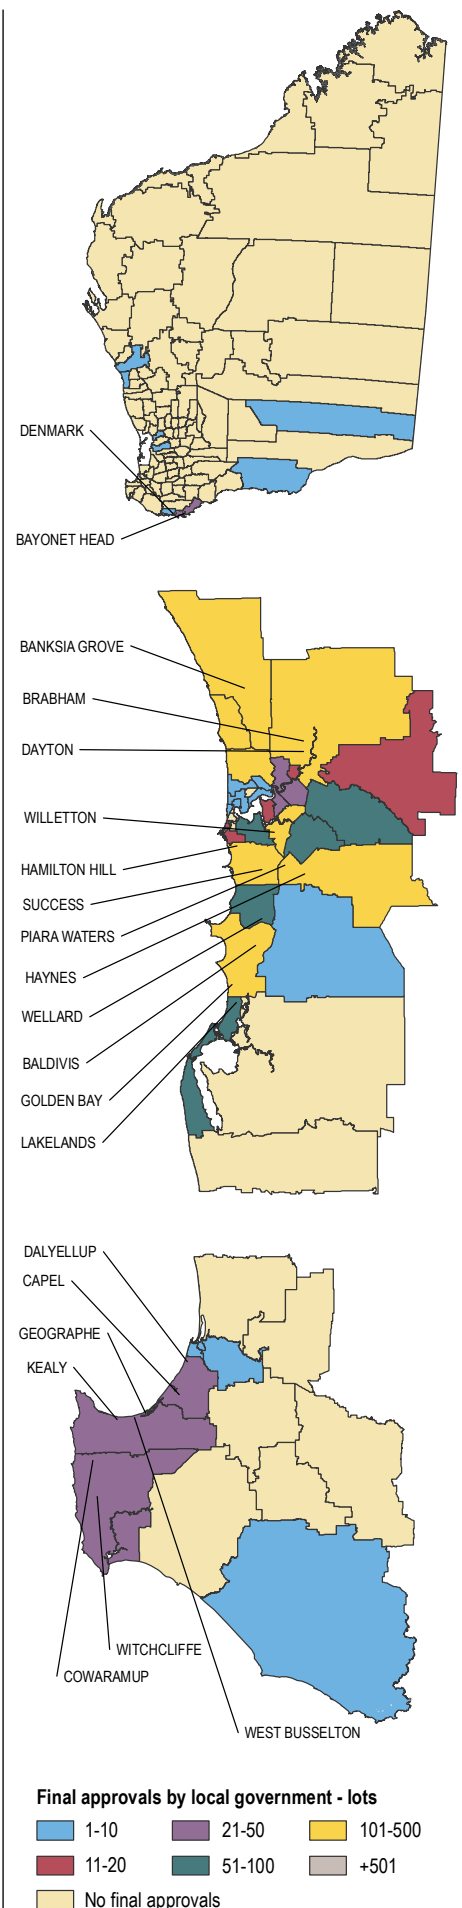 DENMARK
BAYONET HEAD
BANKSIA GROVE
BRABHAM
DAYTON
WILLETTON
HAMILTON HILL
SUCCESS
PIARA WATERS
HAYNES
WELLARD
BALDIVIS
GOLDEN BAY
LAKELANDS
DALYELLUP
CAPEL
GEOGRAPHE
KEALY
WITCHCLIFFE
COWARAMUP
WEST BUSSELTON
Final approvals by local government - lots
1-10 21-50 101-500
11-20 51-100 +501
No final approvals